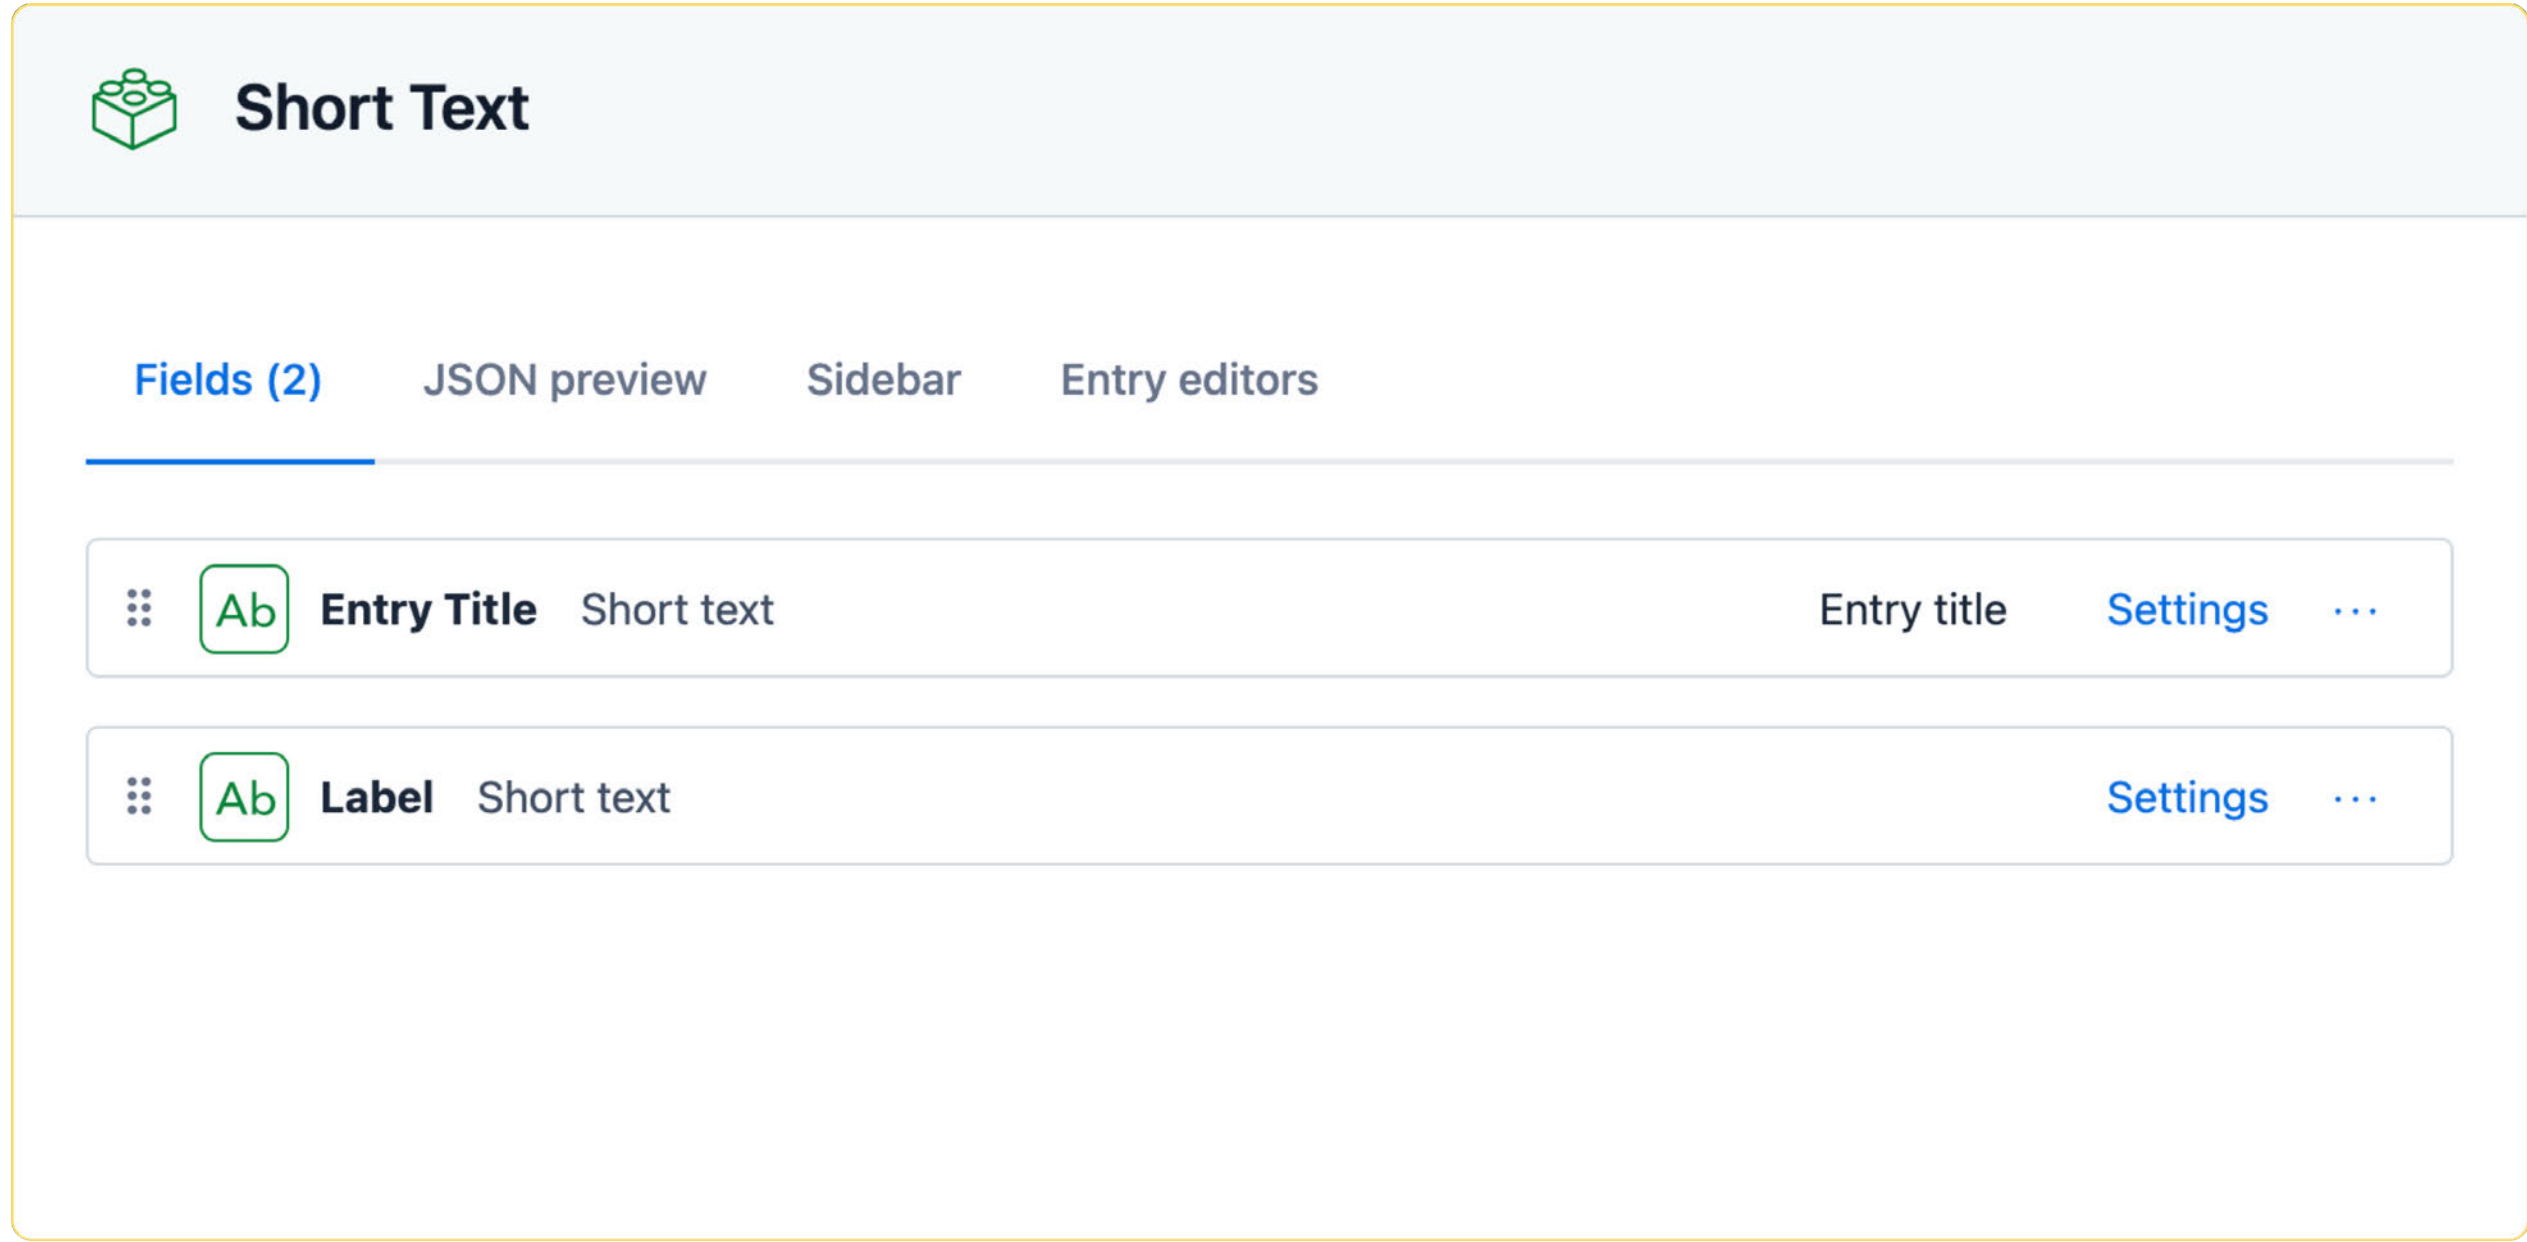 Short Text
Fields (2) JSON preview Sidebar Entry editors
Ab Entry Title Short text Entry title Settings ...
Ab Label Short text Settings ...